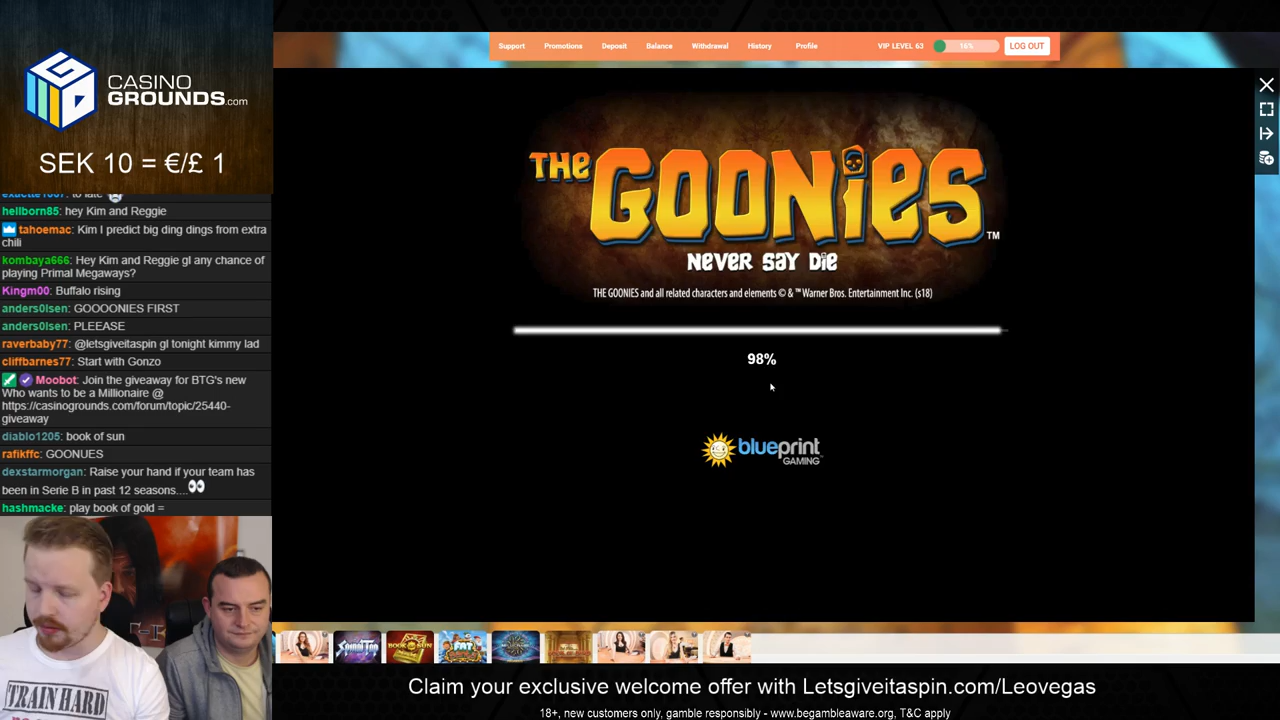 CASINO
GROUNDS.com
SEK 10 = €/£ 1
hellborn85: hey Kim and Reggie
tahoemac: Kim I predict big ding dings from extra
chili
kombaya666: Hey Kim and Reggie gl any chance of
playing Primal Megaways?
Kingm00: Buffalo rising
anders0lsen: GOOOONIES FIRST
anders0lsen: PLEEASE
raverbaby77: @letsgiveitaspin gl tonight kimmy lad
cliffbarnes77: Start with Gonzo
Moobot: Join the giveaway for BTG's new
Who wants to be a Millionaire @
https://casinogrounds.com/forum/topic/25440-
giveaway
diablo1205: book of sun
rafikffc: GOONUES
dexstarmorgan: Raise your hand if your team has
been in Serie B in past 12 seasons....
hashmacke: play book of gold =
TRAIN HARD
Support Promotions Deposit Balance Withdrawal History Profile VIP LEVEL 63 16% LOG OUT
THE GOONiES ™
NEVER SAY DiE
THE GOONIES and all related characters and elements © & ™ Warner Bros. Entertainment Inc. (s18)
98%
blueprint
GAMING
Claim your exclusive welcome offer with Letsgiveitaspin.com/Leovegas
18+, new customers only, gamble responsibly - www.begambleaware.org, T&C apply